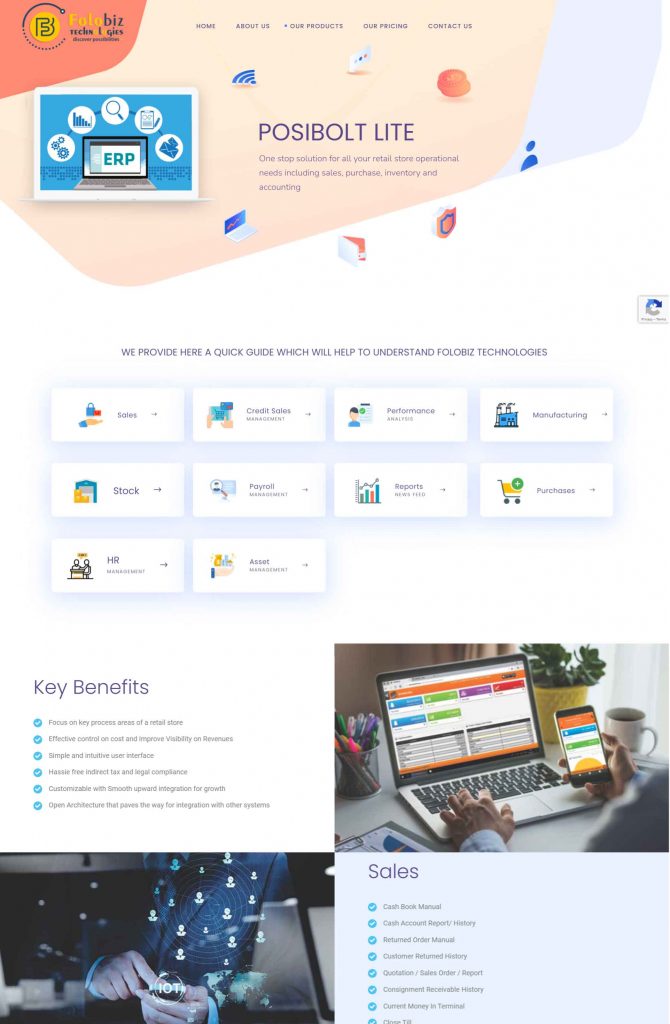 Folobiz
TECHNOLOGIES
discover possibilities
HOME
ABOUT US
OUR PRODUCTS
OUR PRICING
CONTACT US
ERP
POSIBOLT LITE
One stop solution for all your retail store operational
needs including sales, purchase, inventory and
accounting
Privacy - Terms
WE PROVIDE HERE A QUICK GUIDE WHICH WILL HELP TO UNDERSTAND FOLOBIZ TECHNOLOGIES
Sales
Credit Sales
MANAGEMENT
Performance
ANALYSIS
Manufacturing
Stock
Payroll
MANAGEMENT
Reports
NEWS FEED
Purchases
HR
MANAGEMENT
Asset
MANAGEMENT
Key Benefits
Focus on key process areas of a retail store
Effective control on cost and Improve Visibility on Revenues
Simple and intuitive user interface
Hassie free indirect tax and legal compliance
Customizable with Smooth upward integration for growth
Open Architecture that paves the way for integration with other systems
IOT
Sales
Cash Book Manual
Cash Account Report/ History
Returned Order Manual
Customer Returned History
Quotation / Sales Order / Report
Consignment Receivable History
Current Money In Terminal
Close Till